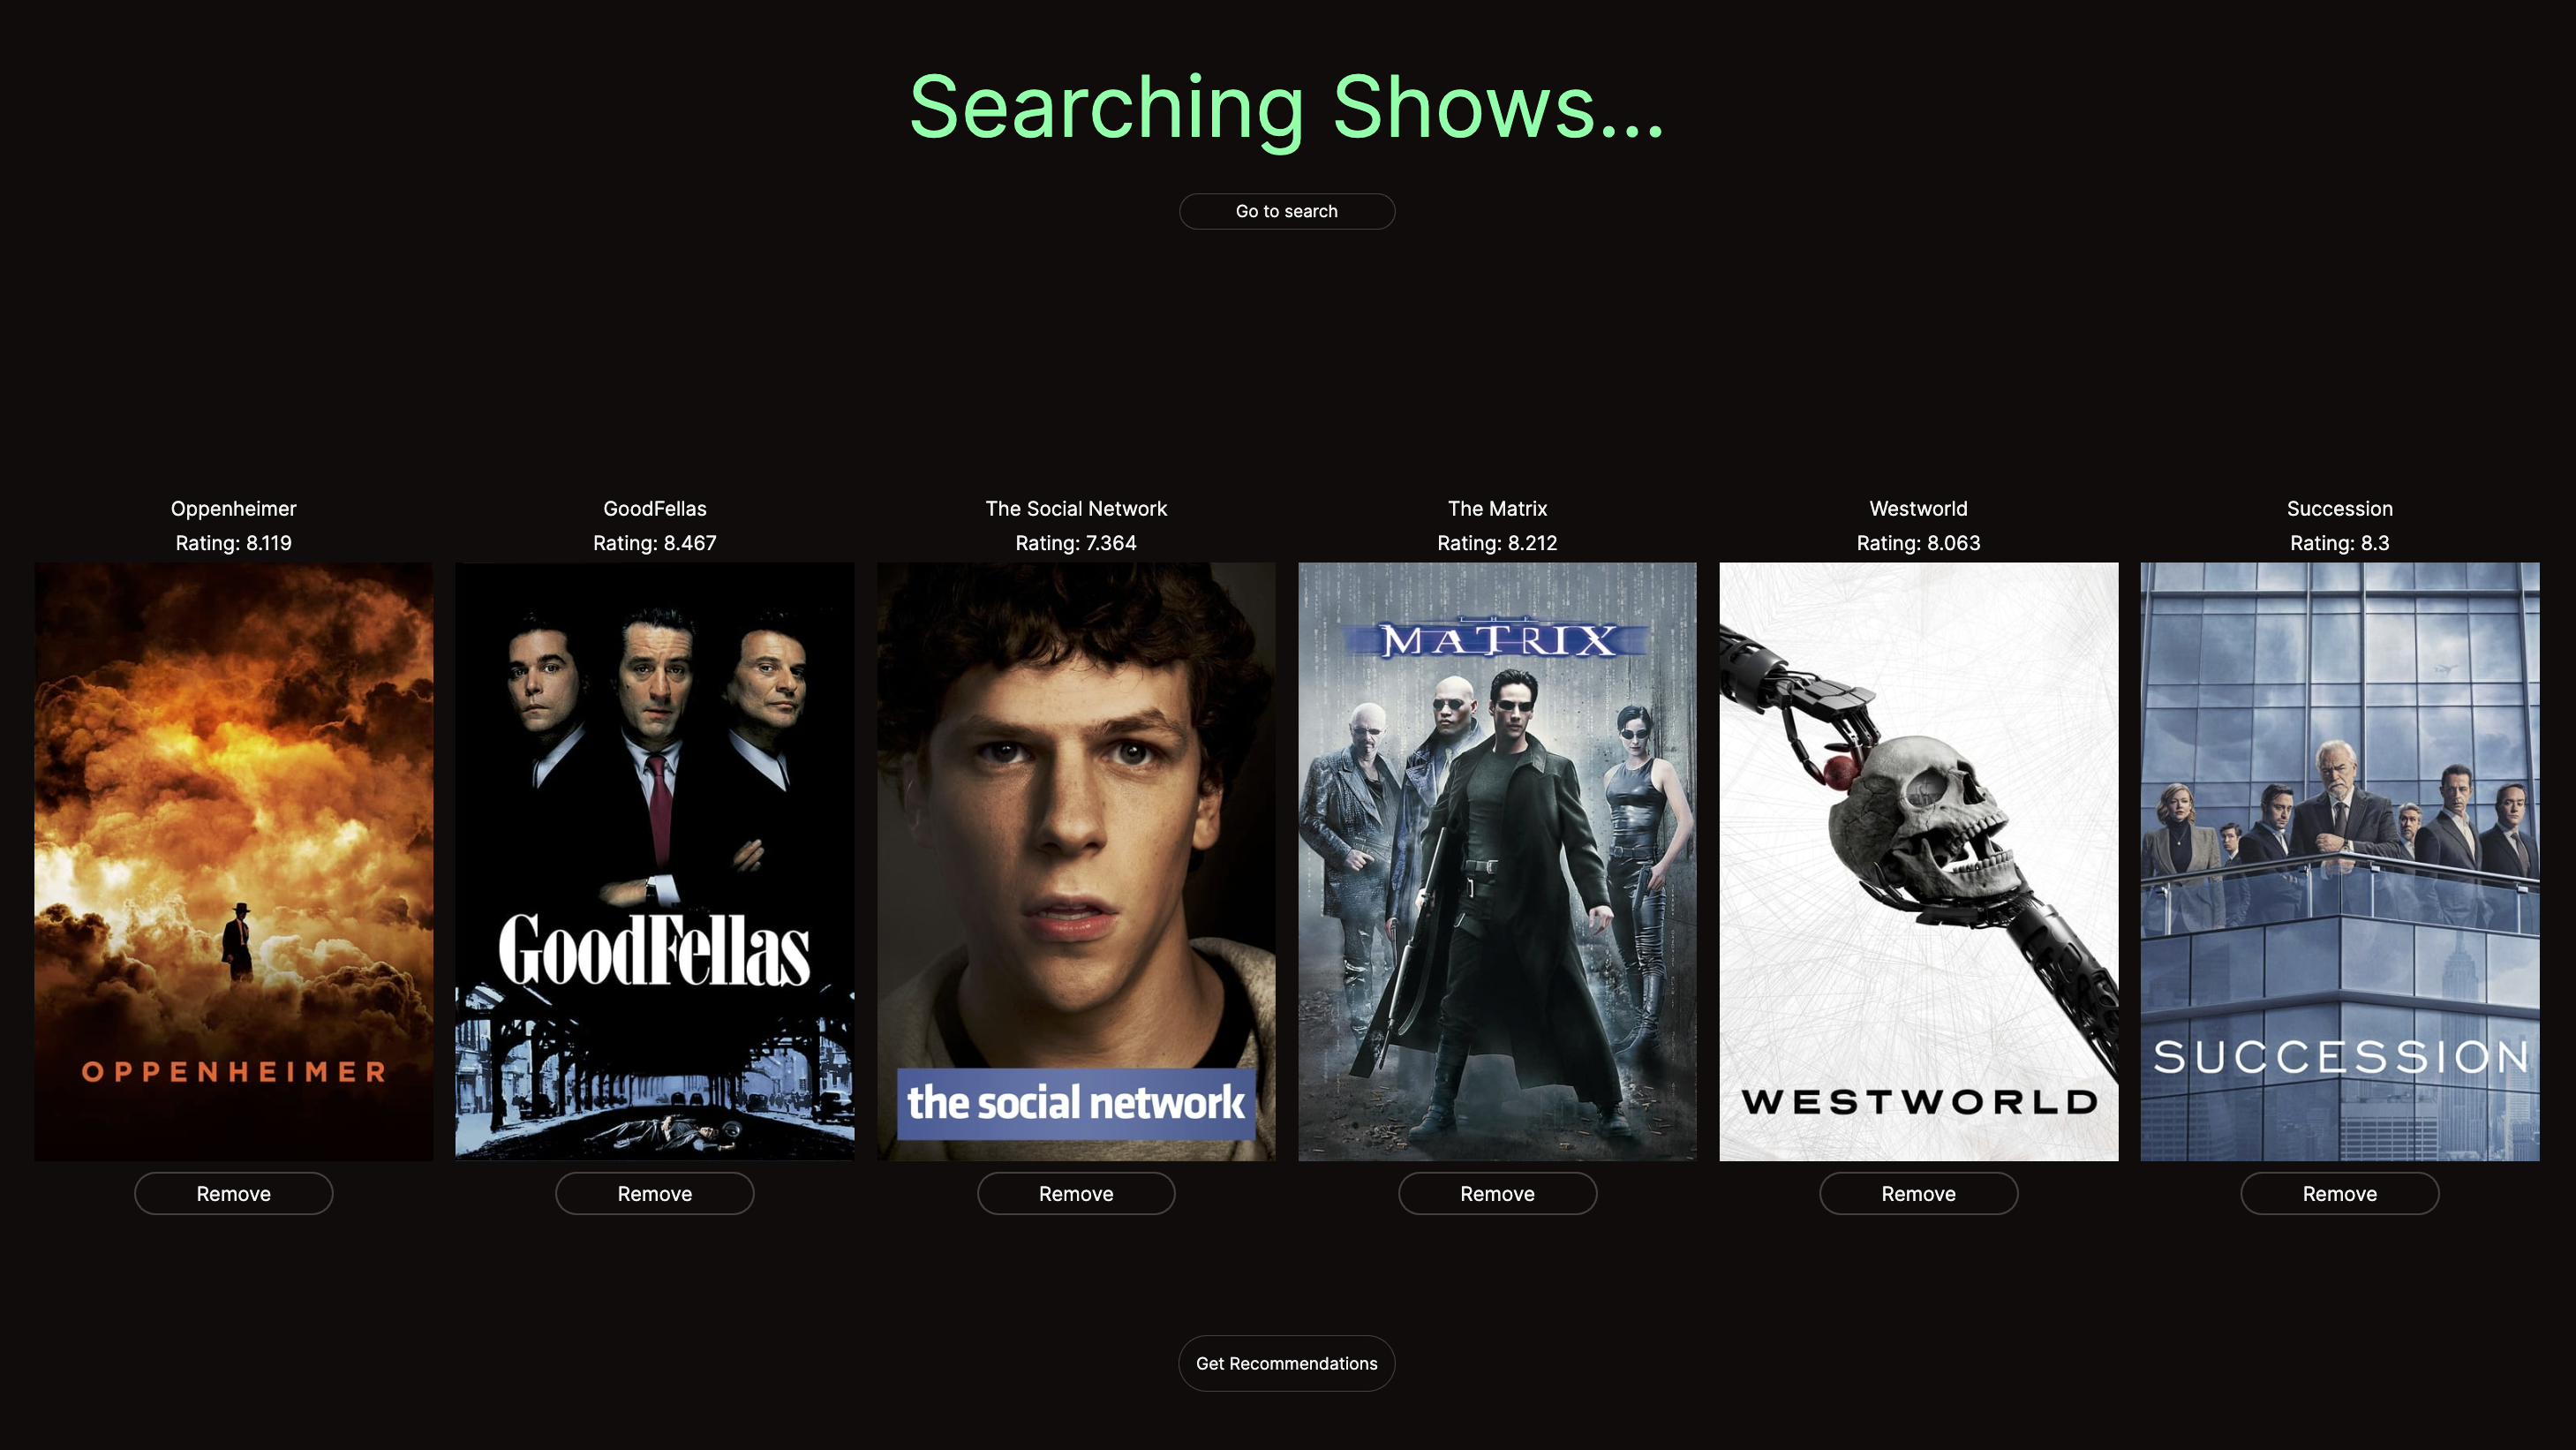 Searching Shows...
Go to search
Oppenheimer
Rating: 8.119
OPPENHEIMER
Remove
GoodFellas
Rating: 8.467
GoodFellas
Remove
The Social Network
Rating: 7.364
the social network
Remove
The Matrix
Rating: 8.212
THE
MATRIX
Remove
Westworld
Rating: 8.063
WESTWORLD
Remove
Succession
Rating: 8.3
SUCCESSION
Remove
Get Recommendations